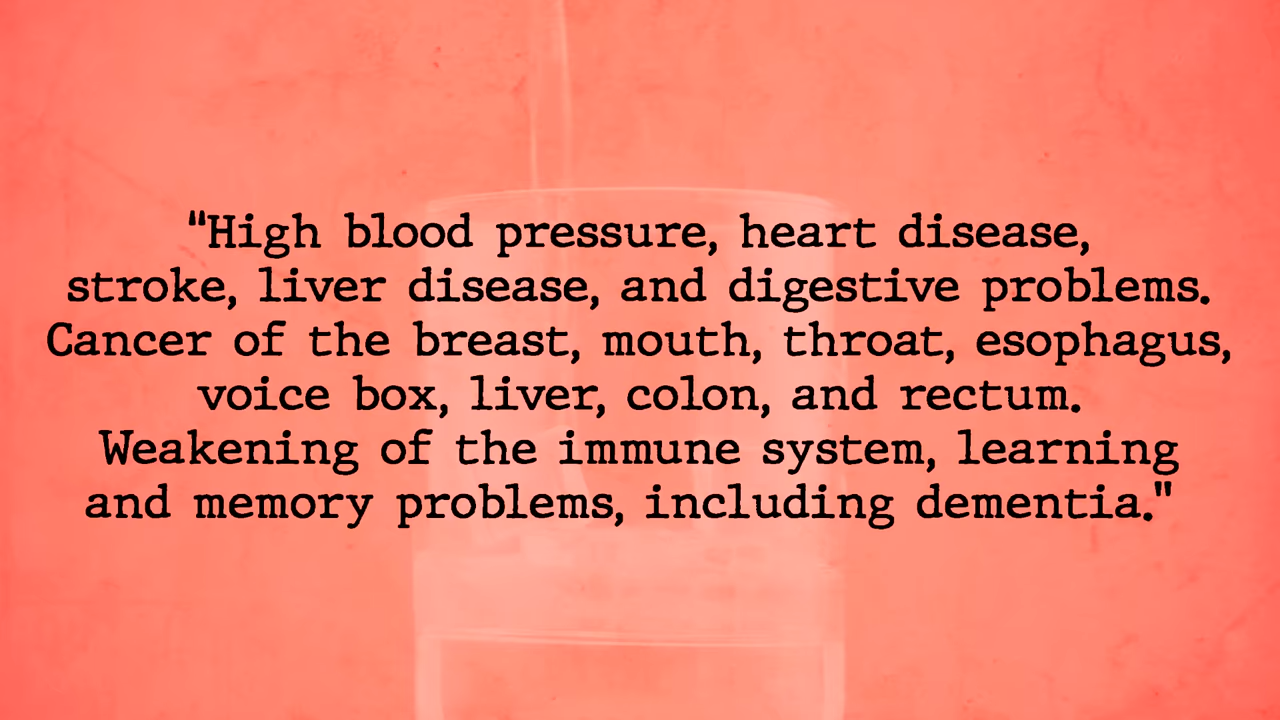 "High blood pressure, heart disease,
stroke, liver disease, and digestive problems.
Cancer of the breast, mouth, throat, esophagus,
voice box, liver, colon, and rectum.
Weakening of the immune system, learning
and memory problems, including dementia."